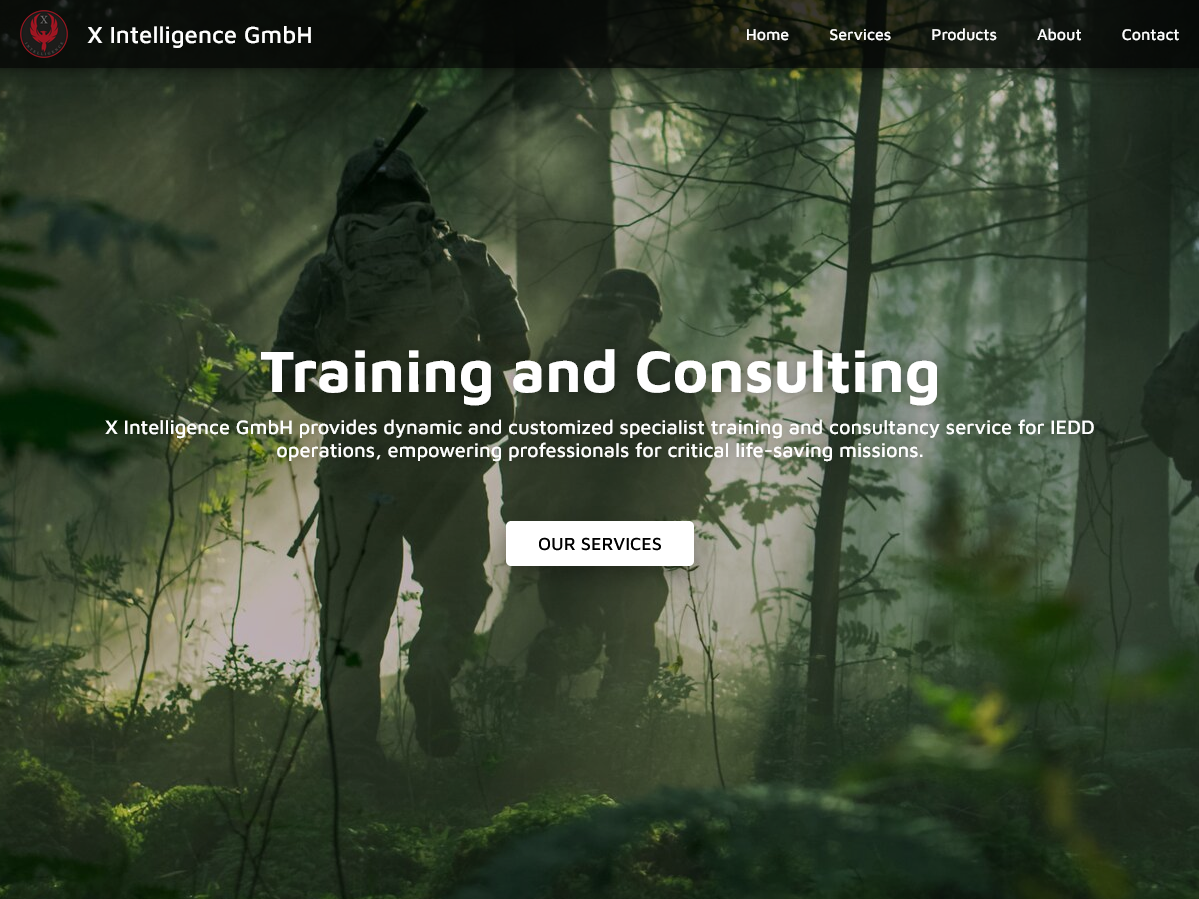 X
X Intelligence GmbH
Home
Services
Products
About
Contact
Training and Consulting
X Intelligence GmbH provides dynamic and customized specialist training and consultancy service for IEDD
operations, empowering professionals for critical life-saving missions.
OUR SERVICES